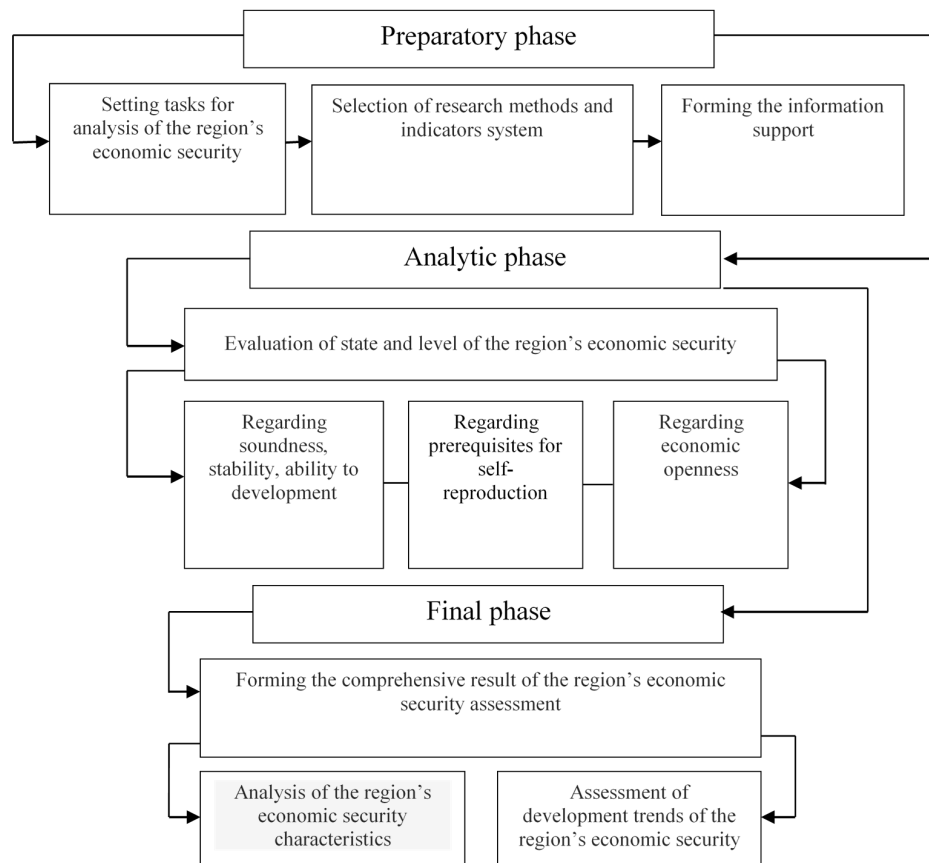 Preparatory phase
Setting tasks for
analysis of the region's
economic security
Selection of research methods and
indicators system
Forming the information
support
Analytic phase
Evaluation of state and level of the region's economic security
Regarding
soundness,
stability, ability to
development
Regarding
prerequisites for
self-
reproduction
Regarding
economic
openness
Final phase
Forming the comprehensive result of the region's economic
security assessment
Analysis of the region's
economic security
characteristics
Assessment of
development trends of the
region's economic security